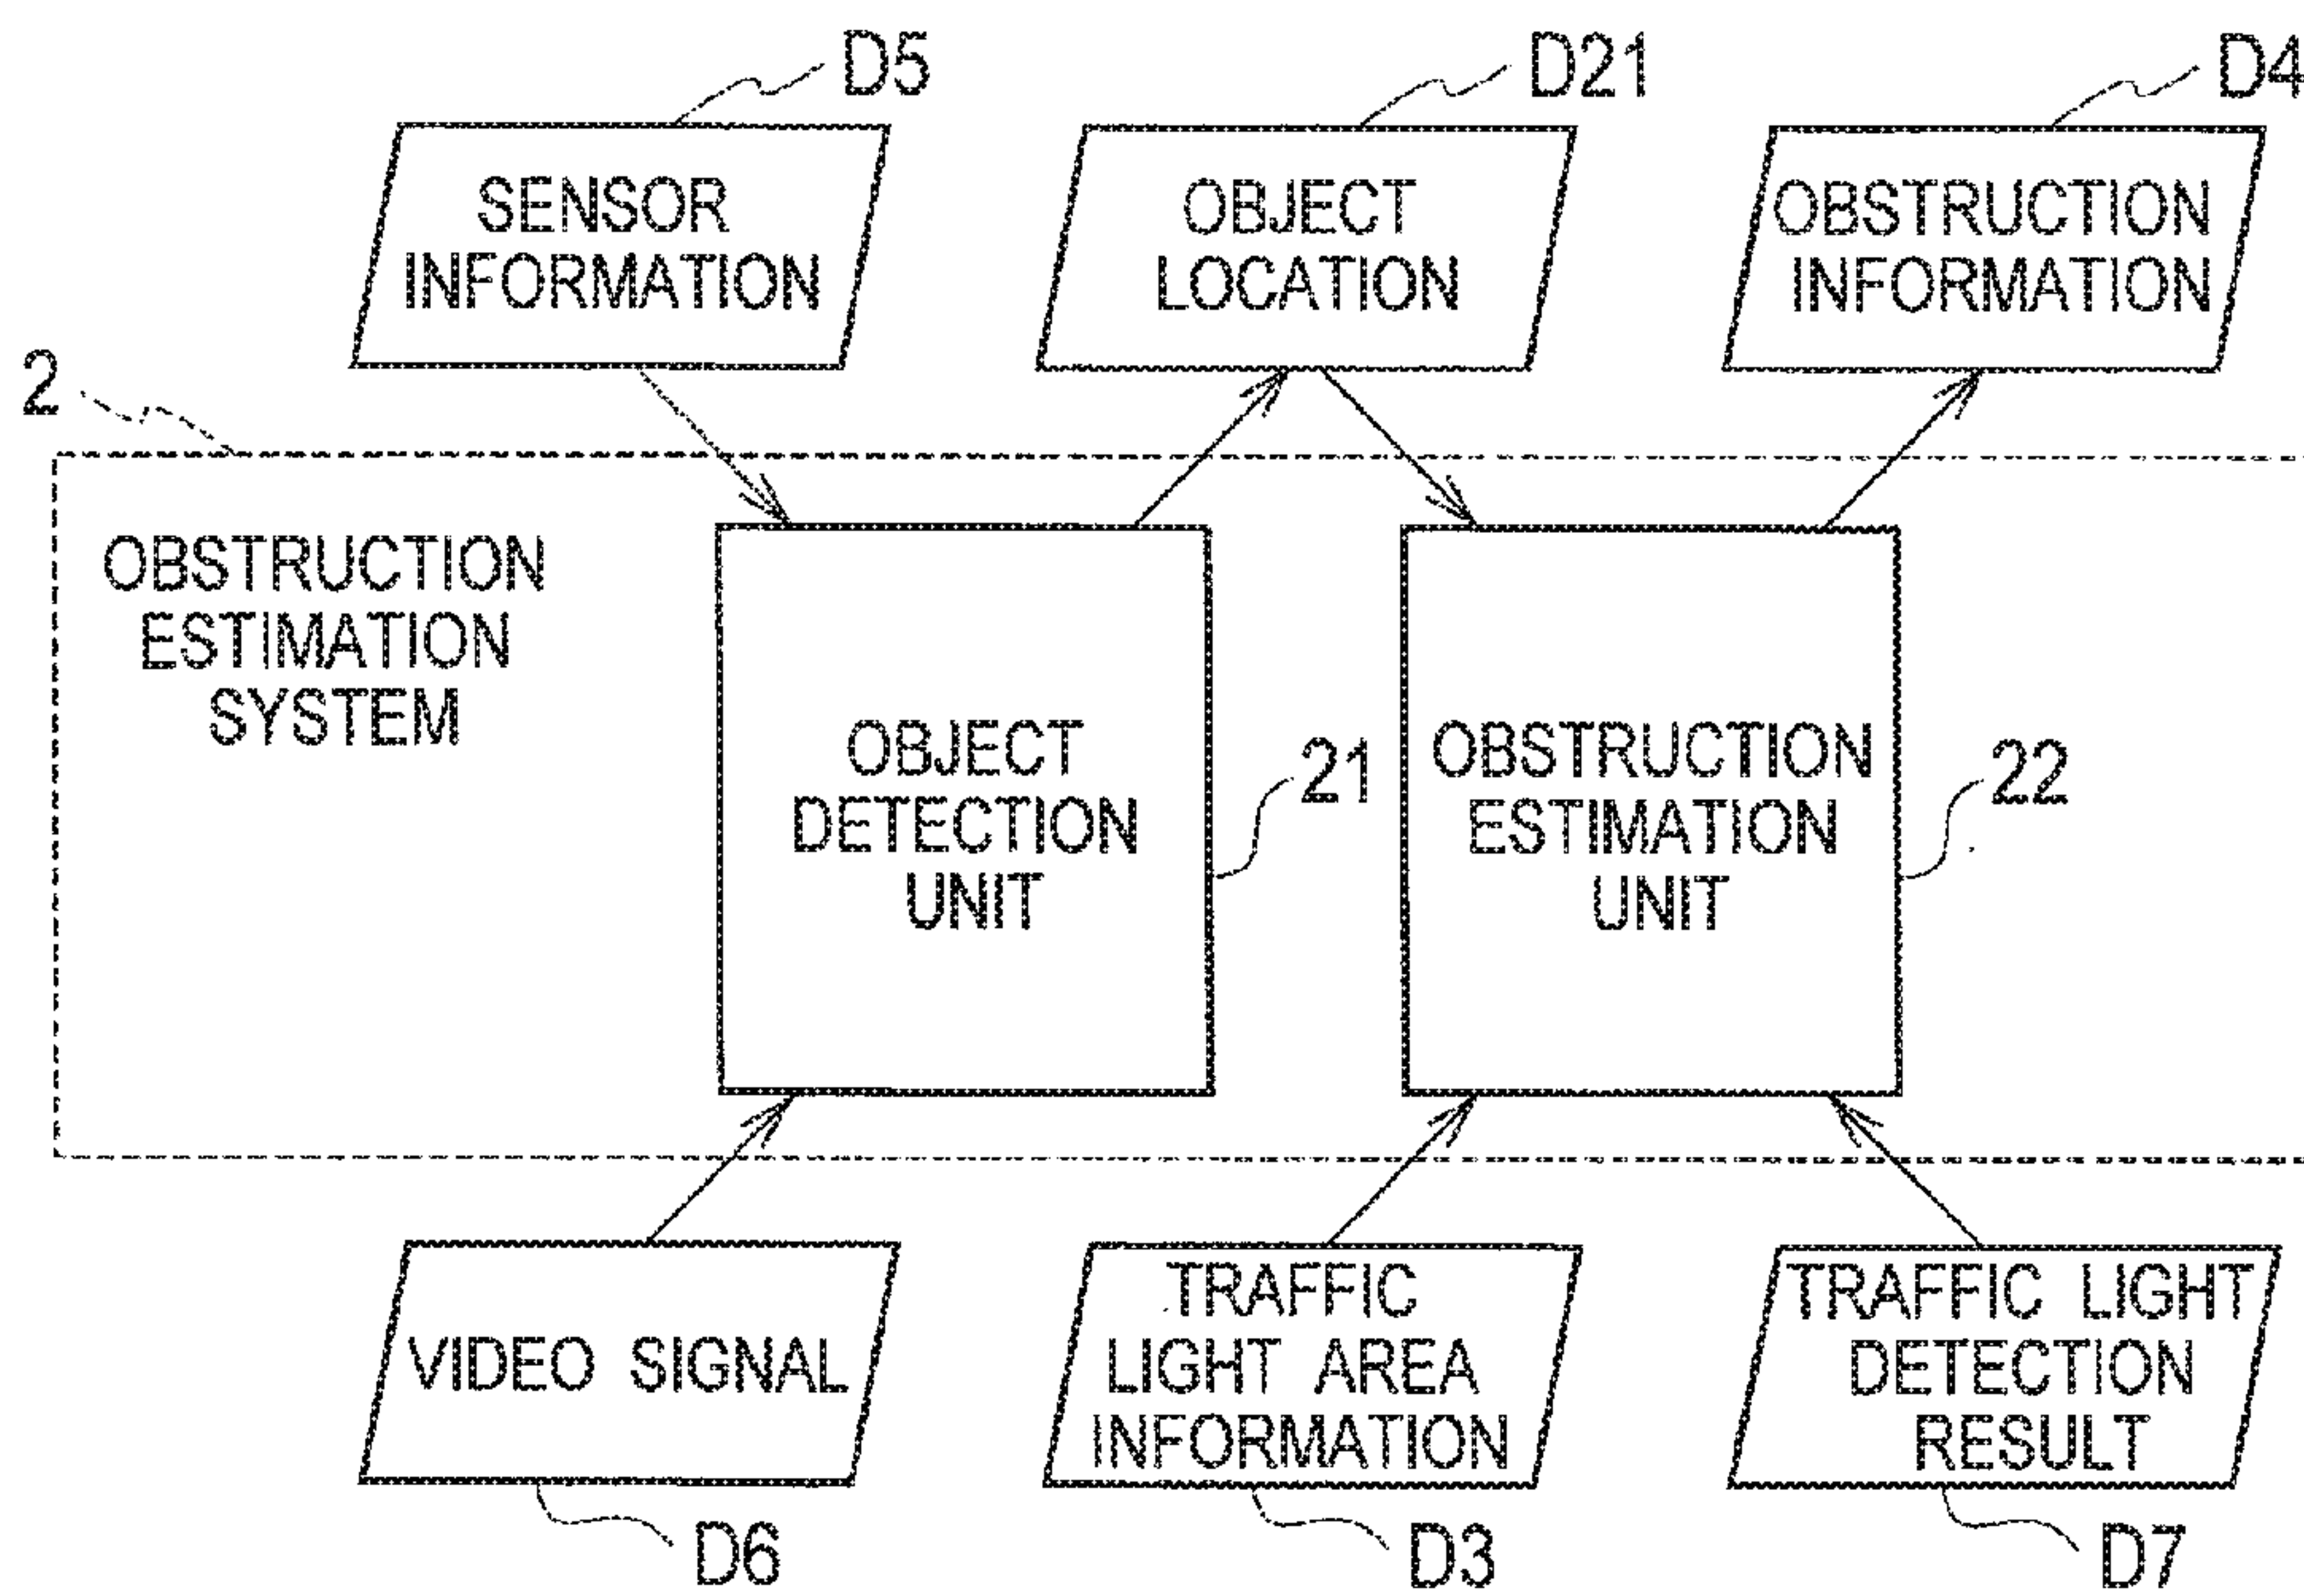 D5
D21
D4
SENSOR
INFORMATION
OBJECT
LOCATION
OBSTRUCTION
INFORMATION
2
OBSTRUCTION
ESTIMATION
SYSTEM
OBJECT
DETECTION
UNIT
21
OBSTRUCTION
ESTIMATION
UNIT
22
VIDEO SIGNAL
TRAFFIC
LIGHT AREA
INFORMATION
TRAFFIC LIGHT
DETECTION
RESULT
D6
D3
D7